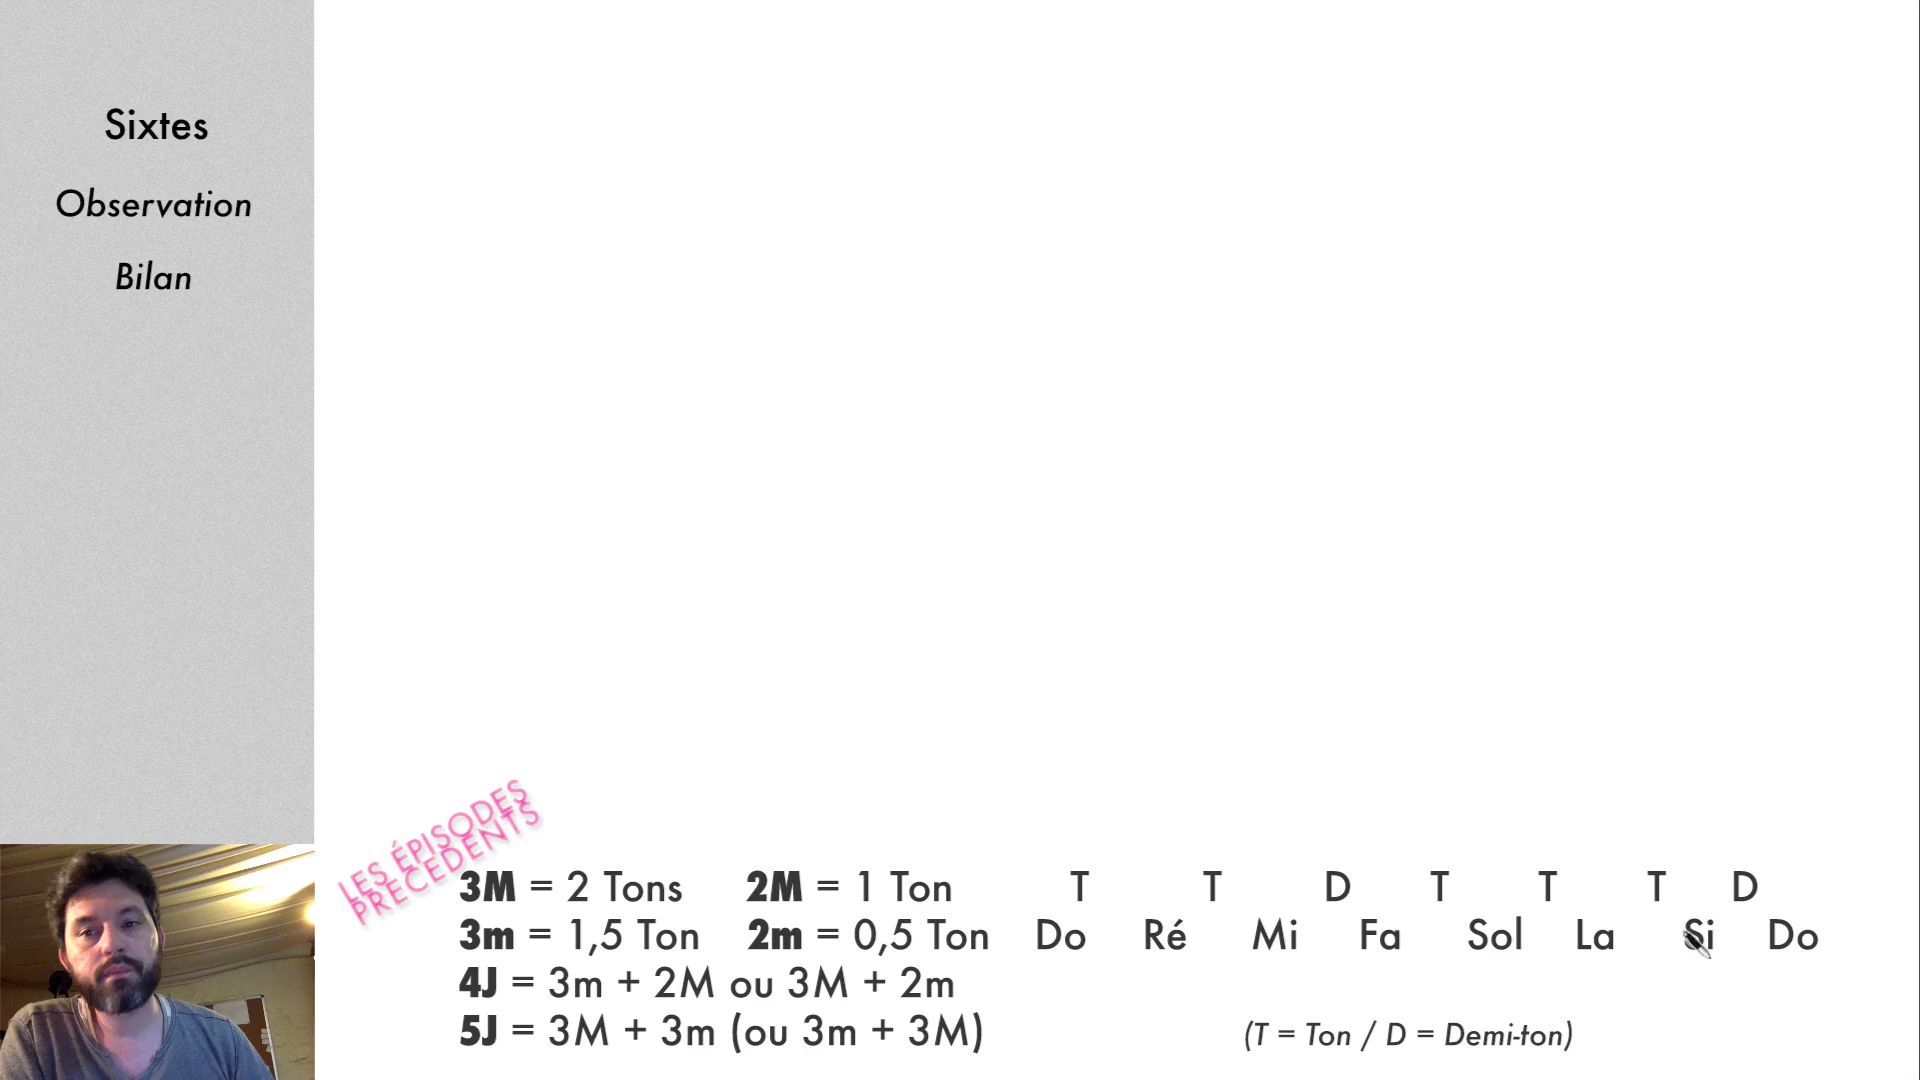 Sixtes
Observation
Bilan
LES ÉPISODES
PRECEDENTS
3M = 2 Tons 2M = 1 Ton T T D T T T D
3m = 1,5 Ton 2m = 0,5 Ton Do Ré Mi Fa Sol La Si Do
4J = 3m + 2M ou 3M + 2m
5J = 3M + 3m (ou 3m + 3M) (T = Ton / D = Demi-ton)